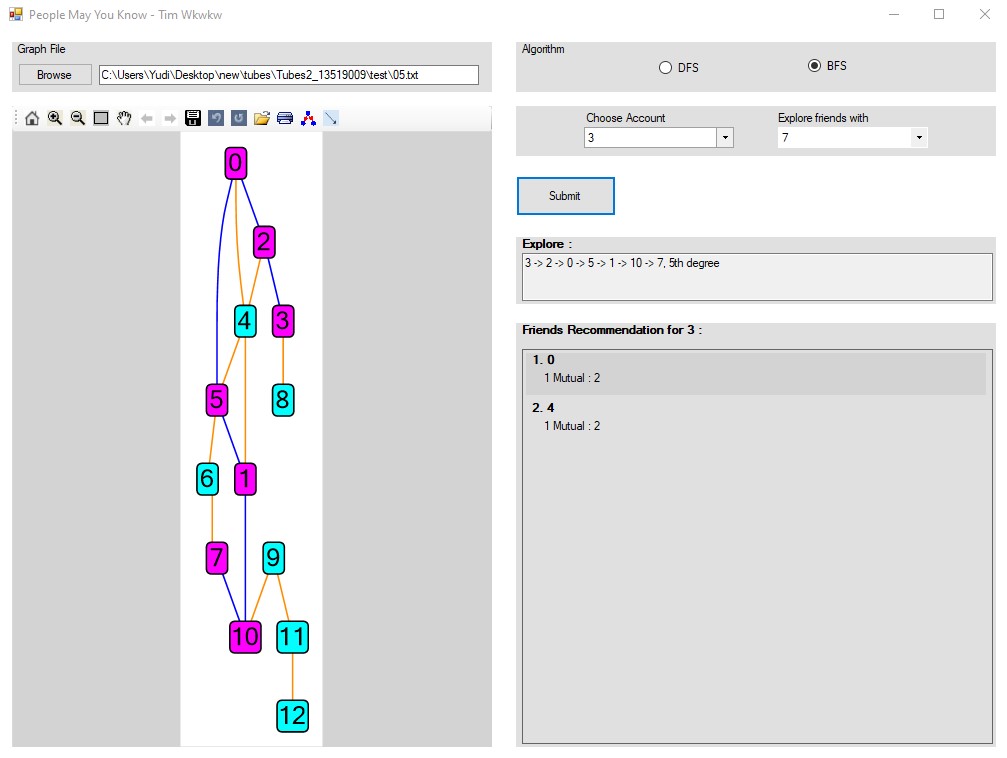 People May You Know - Tim Wkwkw
Graph File
Browse
C:\Users\Yudi\Desktop\new\tubes\Tubes2_13519009\test\05.txt
Algorithm
DFS
BFS
Choose Account
Explore friends with
3
7
Submit
Explore :
3 -> 2 -> 0 -> 5 -> 1 -> 10 -> 7, 5th degree
Friends Recommendation for 3 :
1. 0
1 Mutual : 2
2. 4
1 Mutual : 2
0
2
4
3
5
8
6
1
7
9
10
11
12